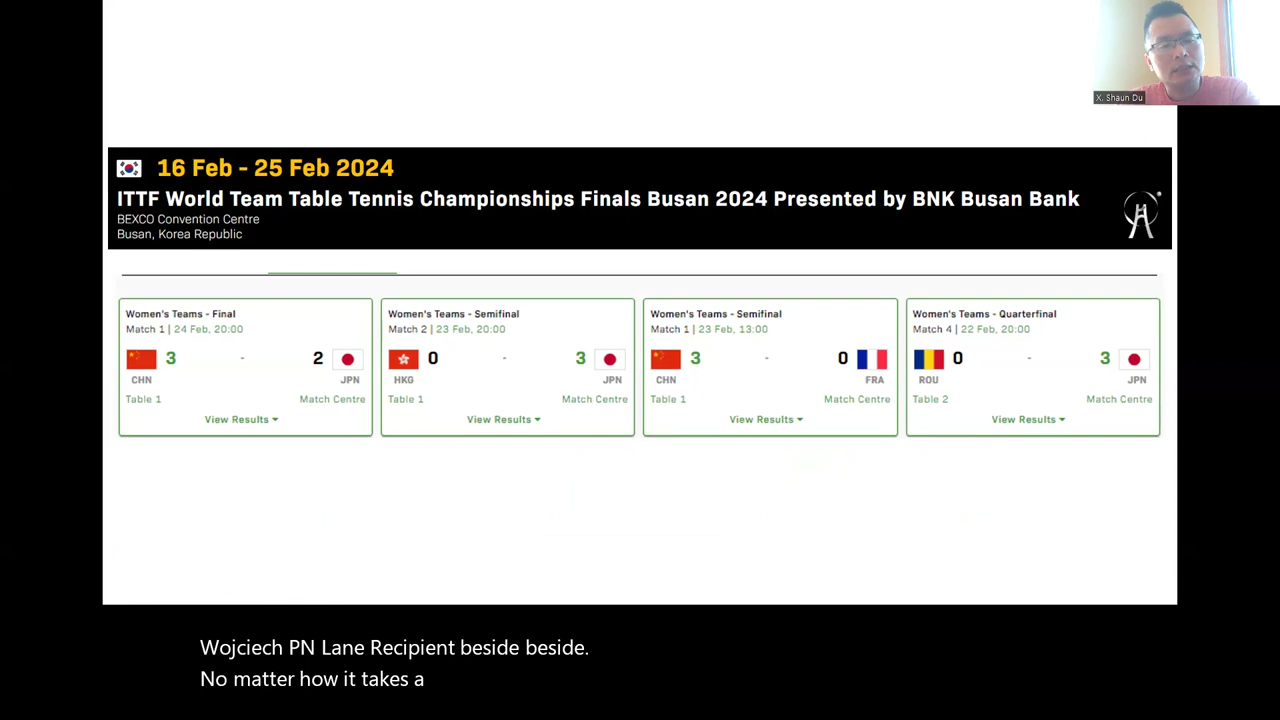 X. Shaun Du
16 Feb - 25 Feb 2024
ITTF World Team Table Tennis Championships Finals Busan 2024 Presented by BNK Busan Bank
BEXCO Convention Centre
Busan, Korea Republic
Women's Teams - Final
Match 1 | 24 Feb, 20:00
3 - 2
CHN JPN
Table 1 Match Centre
View Results
Women's Teams - Semifinal
Match 2 | 23 Feb, 20:00
0 - 3
HKG JPN
Table 1 Match Centre
View Results
Women's Teams - Semifinal
Match 1 | 23 Feb, 13:00
3 - 0
CHN FRA
Table 1 Match Centre
View Results
Women's Teams - Quarterfinal
Match 4 | 22 Feb, 20:00
0 - 3
ROU JPN
Table 2 Match Centre
View Results
Wojciech PN Lane Recipient beside beside.
No matter how it takes a